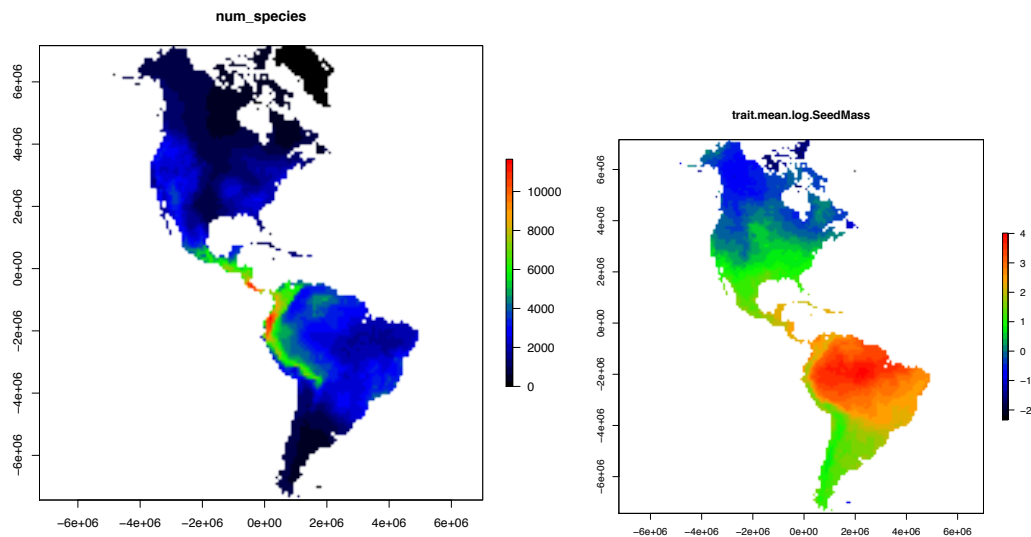 num_species
6e+06
4e+06
2e+06
0e+00
−2e+06
−4e+06
−6e+06
−6e+06 −4e+06 −2e+06 0e+00 2e+06 4e+06 6e+06
10000
8000
6000
4000
2000
0
trait.mean.log.SeedMass
6e+06
4e+06
2e+06
0e+00
−2e+06
−4e+06
−6e+06
−6e+06 −2e+06 0e+00 2e+06 4e+06 6e+06
4
3
2
1
0
−1
−2